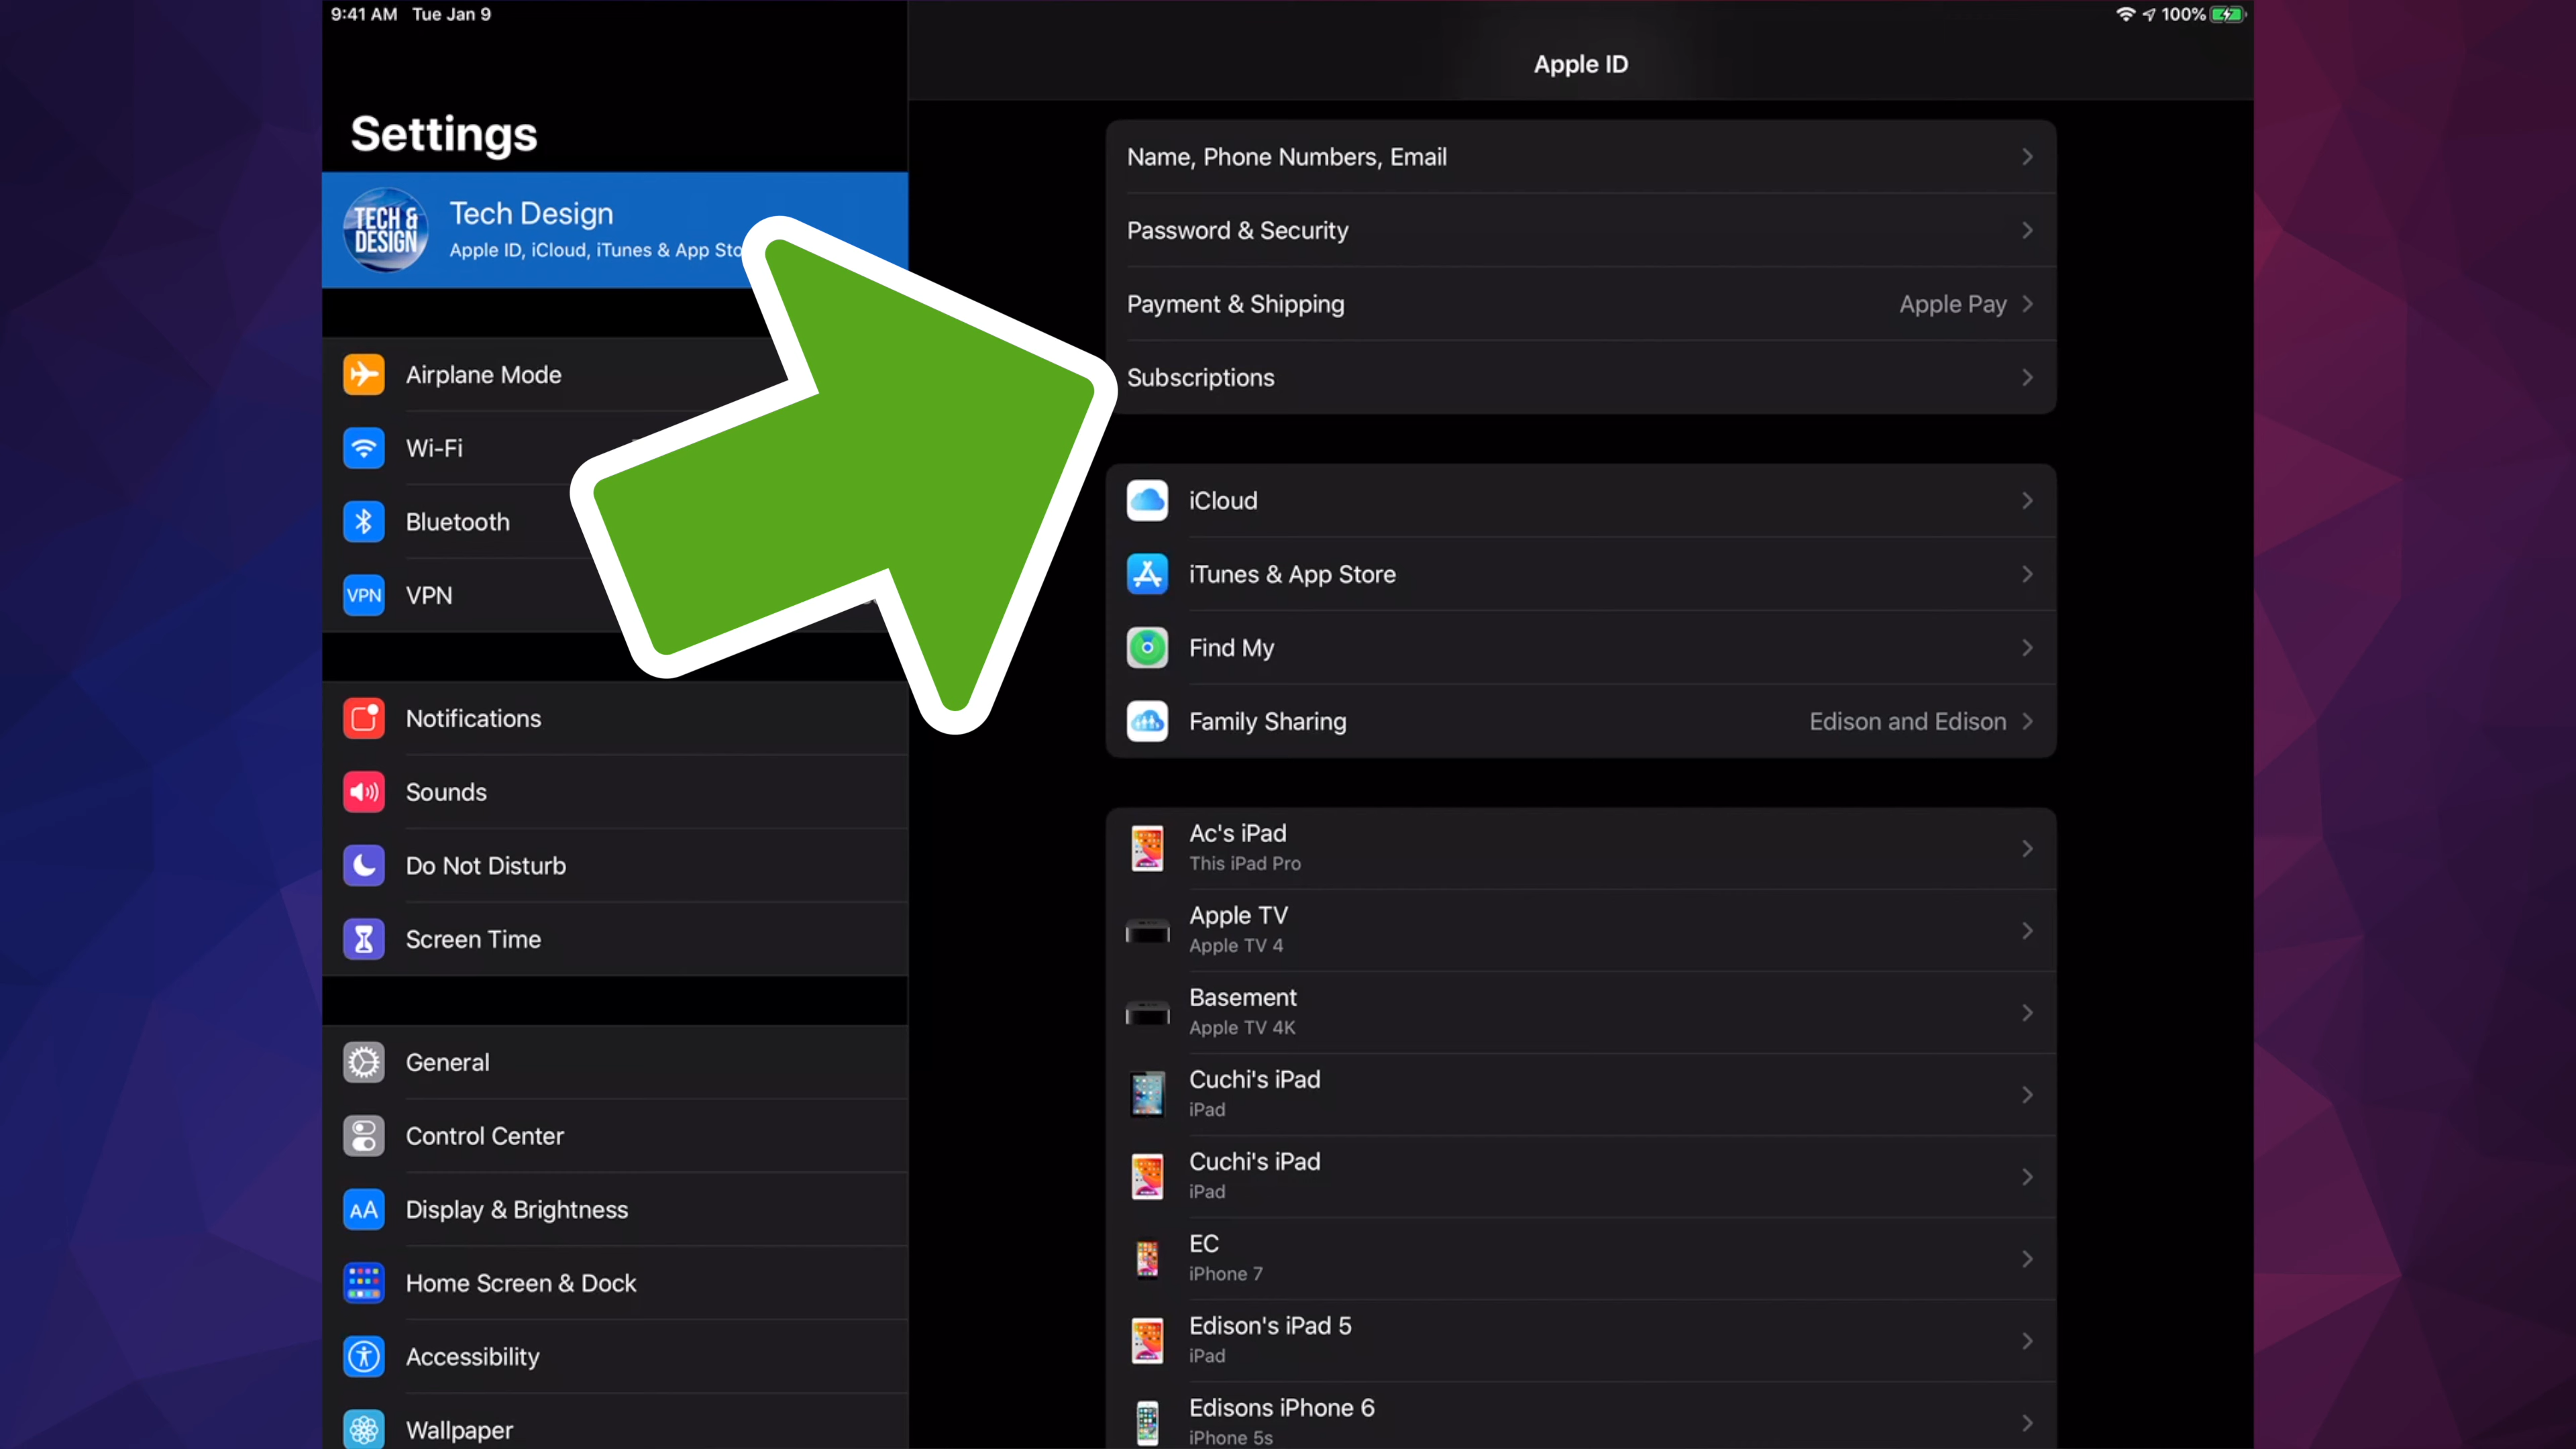 9:41 AM Tue Jan 9
100%
Settings
Apple ID
TECH &
DESIGN
Tech Design
Apple ID, iCloud, iTunes & App Sto
Airplane Mode
Wi-Fi
Bluetooth
VPN
VPN
Notifications
Sounds
Do Not Disturb
Screen Time
General
Control Center
AA
Display & Brightness
Home Screen & Dock
Accessibility
Wallpaper
Name, Phone Numbers, Email
Password & Security
Payment & Shipping Apple Pay
Subscriptions
iCloud
iTunes & App Store
Find My
Family Sharing Edison and Edison
Ac's iPad
This iPad Pro
Apple TV
Apple TV 4
Basement
Apple TV 4K
Cuchi's iPad
iPad
Cuchi's iPad
iPad
EC
iPhone 7
Edison's iPad 5
iPad
Edisons iPhone 6
iPhone 5s